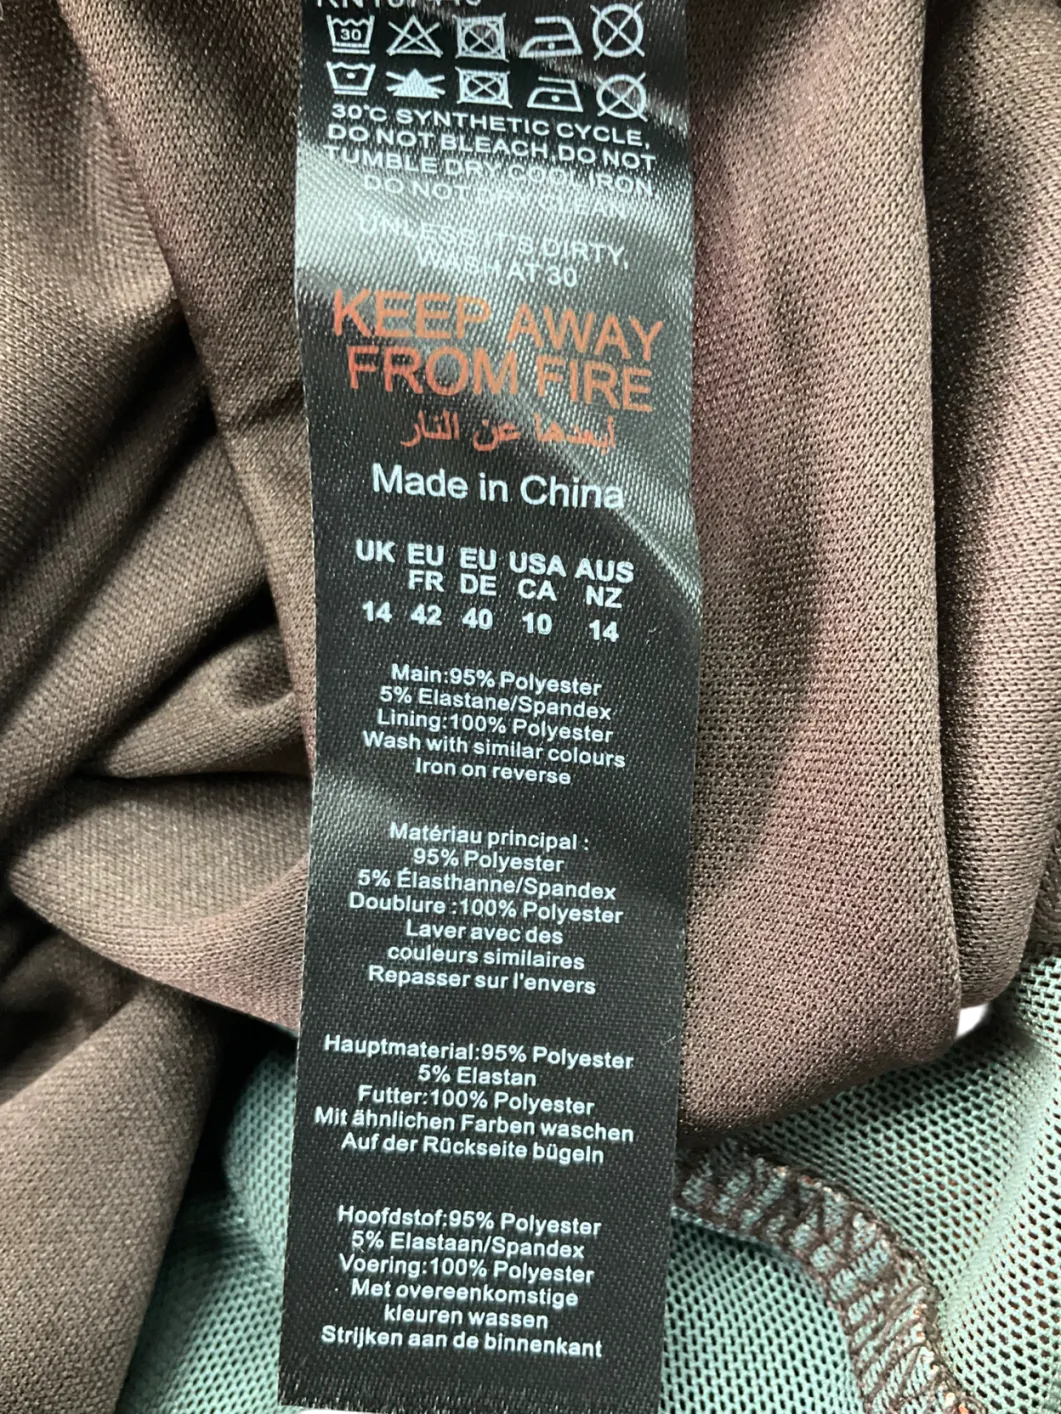 30
30°C SYNTHETIC CYCLE,
DO NOT BLEACH,DO NOT
TUMBLE DRY COOL IRON
DO NOT DRY CLEAN
UNLESS IT'S DIRTY,
WASH AT 30
KEEP AWAY
FROM FIRE
أبعدها عن النار
Made in China
UK EU EU USA AUS
FR DE CA NZ
14 42 40 10 14
Main:95% Polyester
5% Elastane/Spandex
Lining:100% Polyester
Wash with similar colours
Iron on reverse
Matériau principal :
95% Polyester
5% Élasthanne/Spandex
Doublure :100% Polyester
Laver avec des
couleurs similaires
Repasser sur l'envers
Hauptmaterial:95% Polyester
5% Elastan
Futter:100% Polyester
Mit ähnlichen Farben waschen
Auf der Rückseite bügeln
Hoofdstof:95% Polyester
5% Elastaan/Spandex
Voering:100% Polyester
Met overeenkomstige
kleuren wassen
Strijken aan de binnenkant